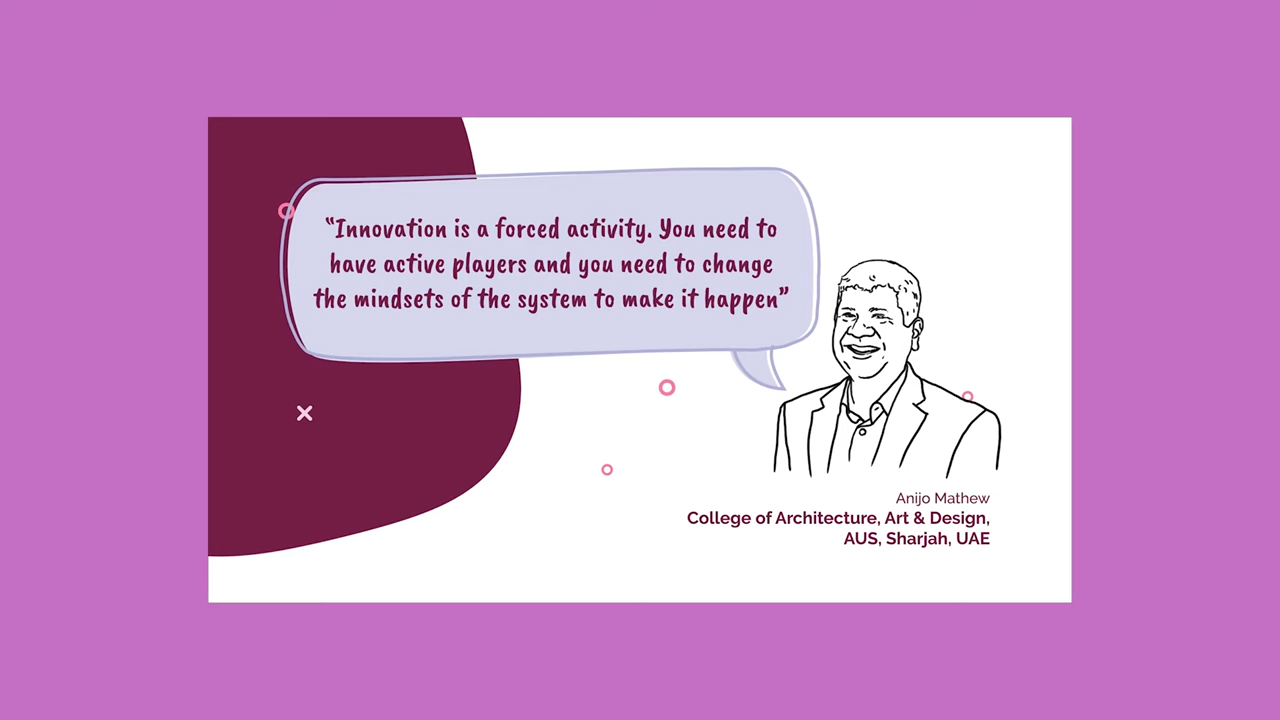 “Innovation is a forced activity. You need to
have active players and you need to change
the mindsets of the system to make it happen”
Anijo Mathew
College of Architecture, Art & Design,
AUS, Sharjah, UAE